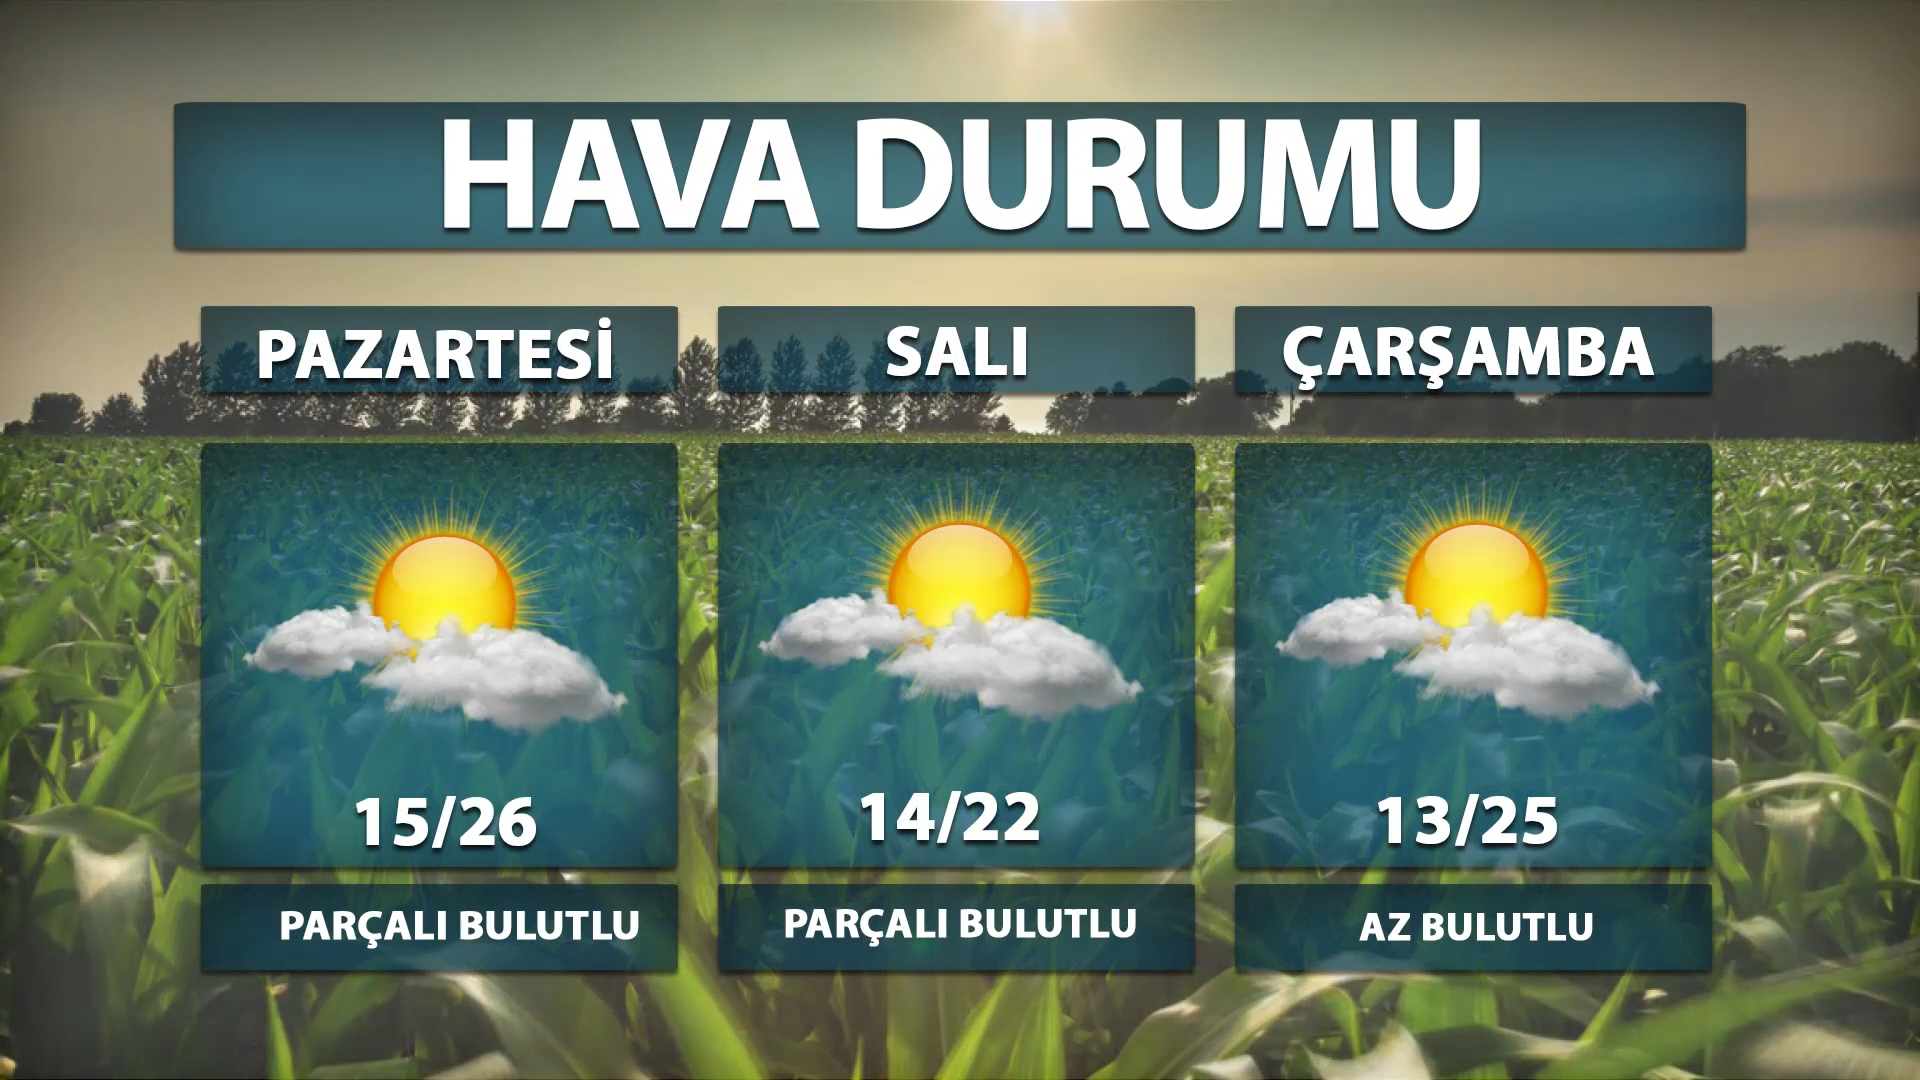 HAVA DURUMU
PAZARTESİ
SALI
ÇARŞAMBA
15/26
14/22
13/25
PARÇALI BULUTLU
PARÇALI BULUTLU
AZ BULUTLU